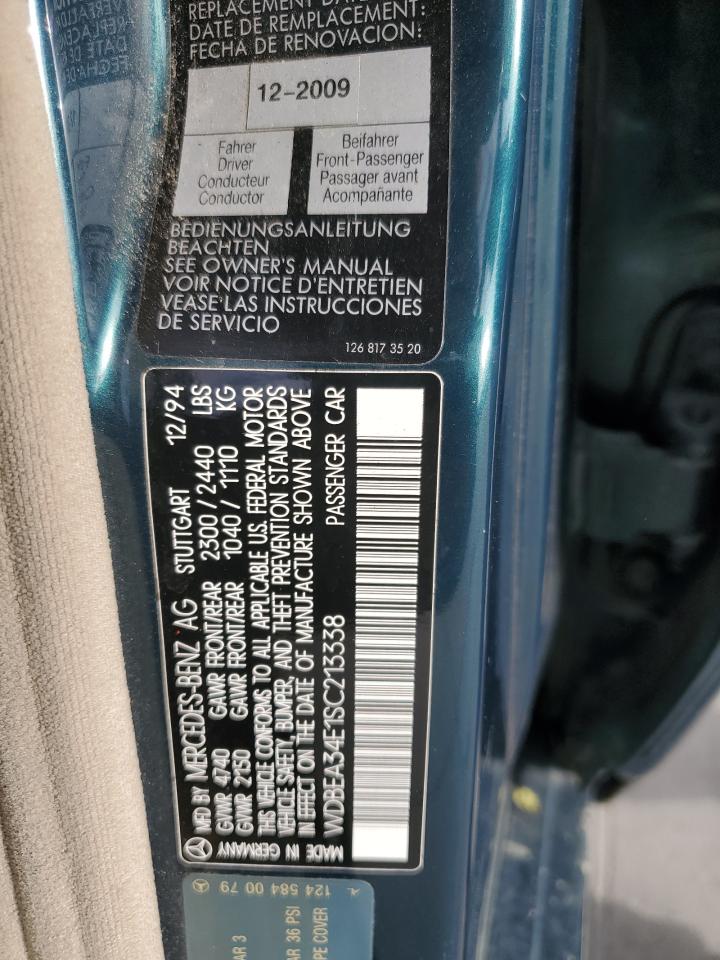 REPLACEMENT DATE:
DATE DE REMPLACEMENT:
FECHA DE RENOVACION:
12-2009
Fahrer
Driver
Conducteur
Conductor
Beifahrer
Front-Passenger
Passager avant
Acompañante
BEDIENUNGSANLEITUNG
BEACHTEN
SEE OWNER'S MANUAL
VOIR NOTICE D'ENTRETIEN
VEASE LAS INSTRUCCIONES
DE SERVICIO
126 817 35 20
MFD BY MERCEDES-BENZ AG STUTTGART 12/94
GVWR 4740 GAWR FRONT/REAR 2300/2440 LBS
GVWR 2150 GAWR FRONT/REAR 1040/1110 KG
THIS VEHICLE CONFORMS TO ALL APPLICABLE U.S. FEDERAL MOTOR
VEHICLE SAFETY, BUMPER, AND THEFT PREVENTION STANDARDS
IN EFFECT ON THE DATE OF MANUFACTURE SHOWN ABOVE
WDBEA34E1SC213338 PASSENGER CAR
MADE IN GERMANY
124 584 00 79
AR 3
AR 36 PSI
PE COVER